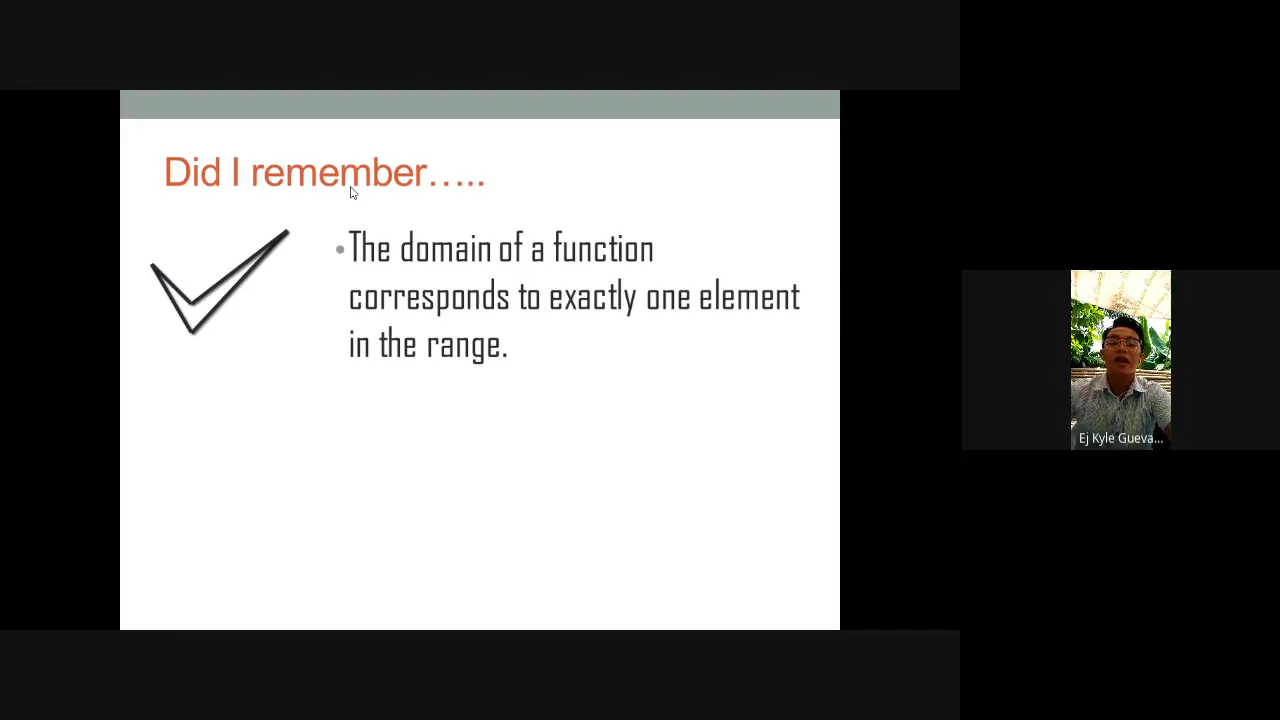 Did I remember.....
•The domain of a function
corresponds to exactly one element
in the range.
Ej Kyle Gueva...